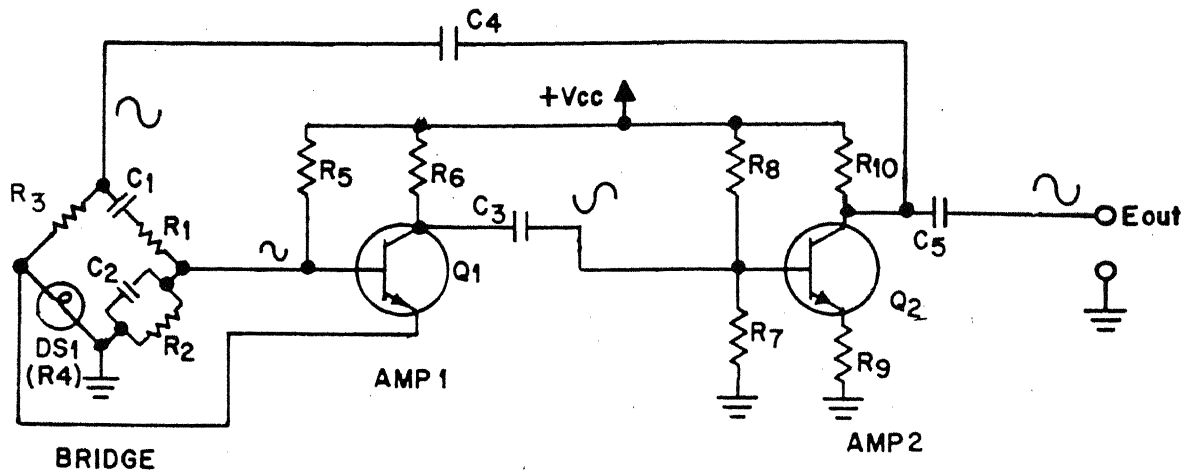 C4
+Vcc
R3
C1
R1
R5
R6
C3
R8
R10
C5
Eout
C2
R2
DS1
(R4)
Q1
R7
Q2
R9
AMP 1
AMP 2
BRIDGE